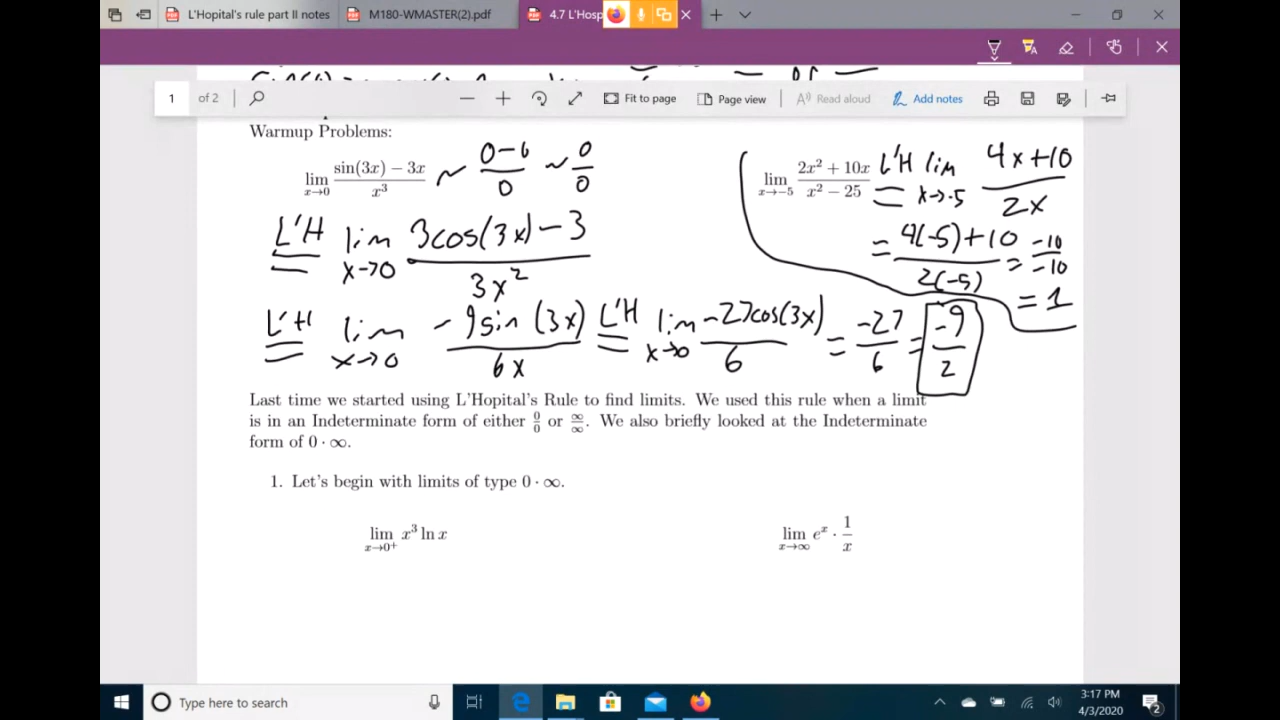 L'Hopital's rule part II notes
M180-WMASTER(2).pdf
4.7 L'Hosp
1 of 2
Fit to page
Page view
Read aloud
Add notes
Warmup Problems:
lim x→0 (sin(3x) − 3x)/x³ ~ (0-0)/0 ~ 0/0
L'H = lim x→0 (3cos(3x) - 3)/(3x²)
L'H = lim x→0 (-9sin(3x))/(6x) L'H = lim x→0 (-27cos(3x))/6 = -27/6 = -9/2
lim x→−5 (2x² + 10x)/(x² − 25) L'H = lim x→-5 (4x+10)/(2x)
= (4(-5)+10)/(2(-5)) = -10/-10
= 1
Last time we started using L'Hopital's Rule to find limits. We used this rule when a limit
is in an Indeterminate form of either 0/0 or ∞/∞. We also briefly looked at the Indeterminate
form of 0 · ∞.
1. Let's begin with limits of type 0 · ∞.
lim x→0⁺ x³ ln x
lim x→∞ eˣ · 1/x
Type here to search
3:17 PM
4/3/2020
2